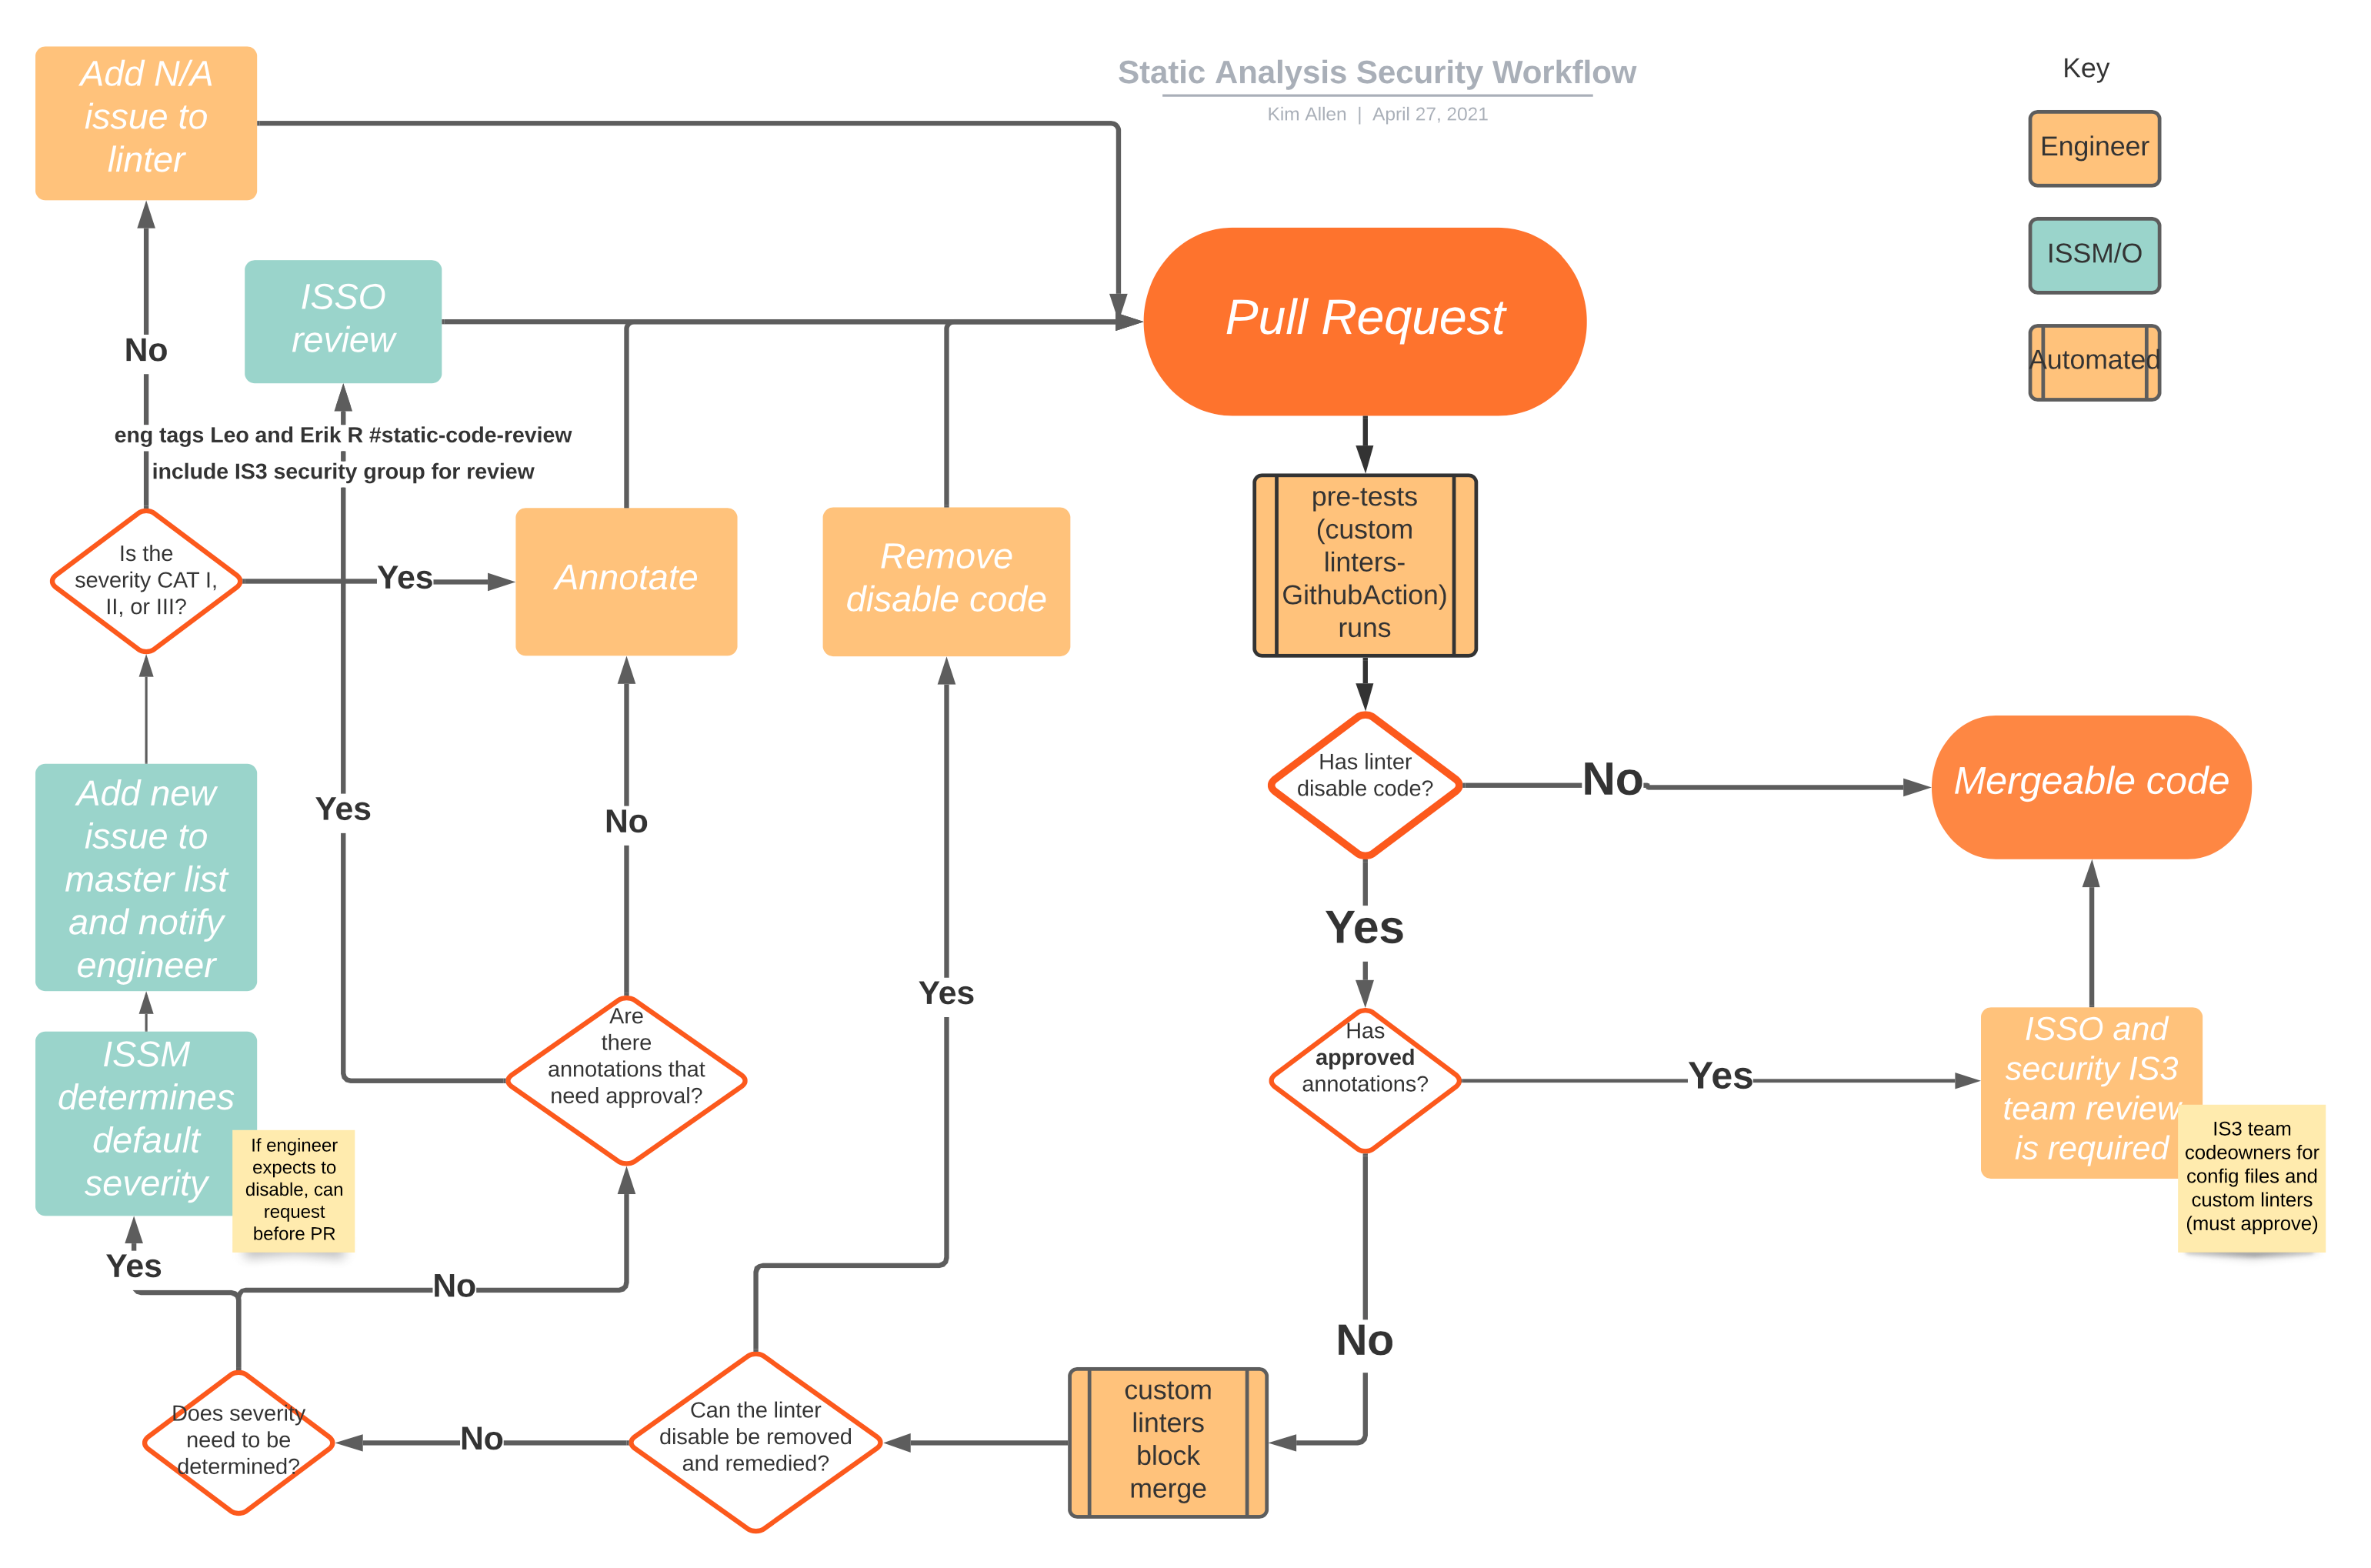 Static Analysis Security Workflow
Kim Allen | April 27, 2021
Key
Engineer
ISSM/O
Automated
Add N/A
issue to
linter
ISSO
review
Pull Request
No
eng tags Leo and Erik R #static-code-review
include IS3 security group for review
Is the
severity CAT I,
II, or III?
Yes
Annotate
Remove
disable code
pre-tests
(custom
linters-
GithubAction)
runs
Has linter
disable code?
No
Mergeable code
Add new
issue to
master list
and notify
engineer
Yes
No
Yes
Yes
ISSM
determines
default
severity
If engineer
expects to
disable, can
request
before PR
Are
there
annotations that
need approval?
Has
approved
annotations?
Yes
ISSO and
security IS3
team review
is required
IS3 team
codeowners for
config files and
custom linters
(must approve)
Yes
No
No
Does severity
need to be
determined?
No
Can the linter
disable be removed
and remedied?
custom
linters
block
merge